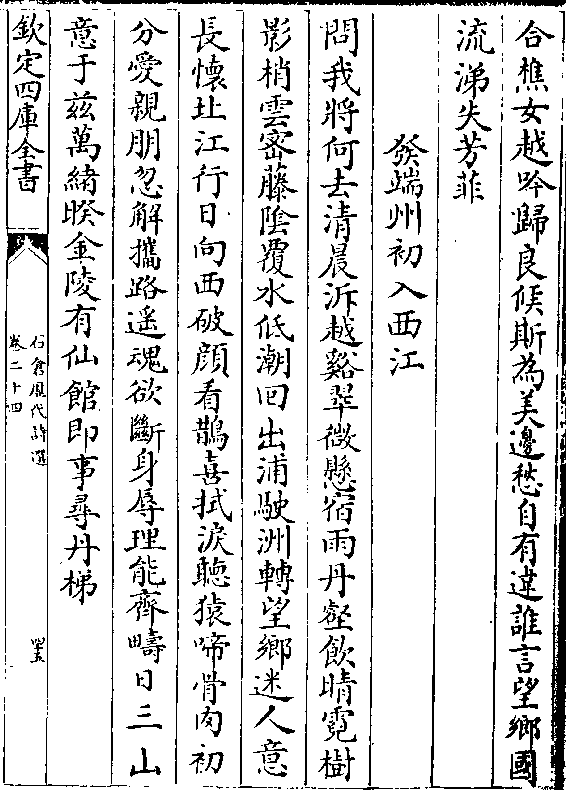 合樵女越吟歸良候斯為美邊愁自有違誰言望鄉國
流涕失芳菲
發端州初入西江
問我將何去清晨泝越谿翠微懸宿雨丹壑飲晴霓樹
影梢雲密藤陰覆水低潮回出浦駛洲轉望鄉迷人意
長懷北江行日向西破顏看鵲喜拭淚聽猿啼骨肉初
分愛親朋忽解攜路遥魂欲斷身辱理能齊疇日三山
意于兹萬緒暌金陵有仙館即事尋丹梯
欽定四庫全書
石倉歷代詩選
卷二十四
四五